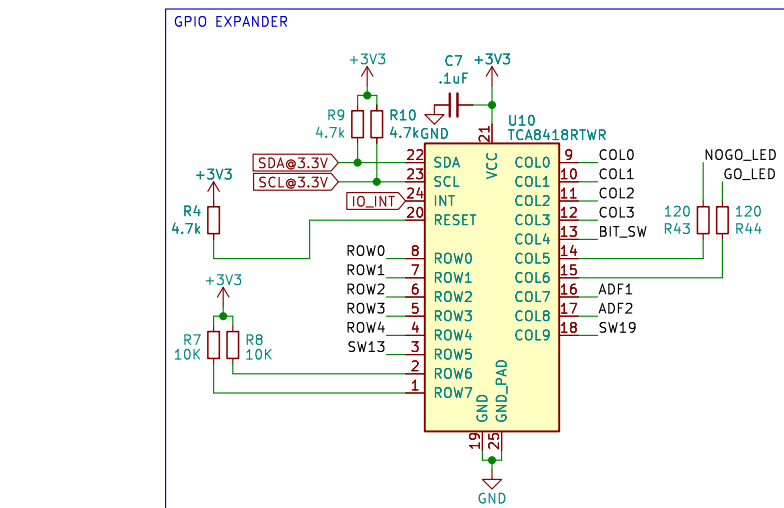 GPIO EXPANDER
+3V3
C7
.1uF
GND
+3V3
R9
4.7k
R10
4.7k
U10
TCA8418RTWR
SDA@3.3V
SCL@3.3V
IO_INT
+3V3
R4
4.7k
22 SDA
23 SCL
24 INT
20 RESET
ROW0 8 ROW0
ROW1 7 ROW1
ROW2 6 ROW2
ROW3 5 ROW3
ROW4 4 ROW4
SW13 3 ROW5
2 ROW6
1 ROW7
+3V3
R7
10K
R8
10K
21
VCC
COL0 9 COL0
COL1 10 COL1
COL2 11 COL2
COL3 12 COL3
COL4 13 BIT_SW
COL5 14
COL6 15
COL7 16 ADF1
COL8 17 ADF2
COL9 18 SW19
NOGO_LED
GO_LED
120
R43
120
R44
GND
GND_PAD
19
25
GND